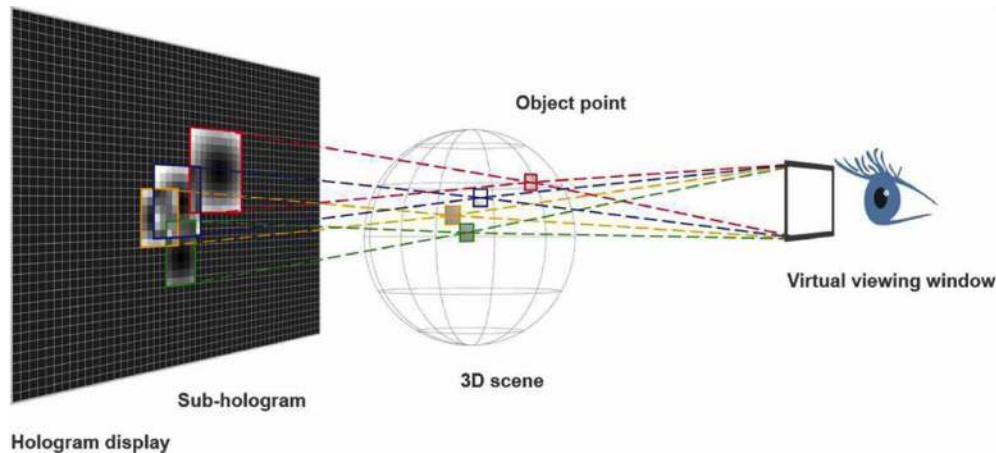 Object point
Virtual viewing window
3D scene
Sub-hologram
Hologram display